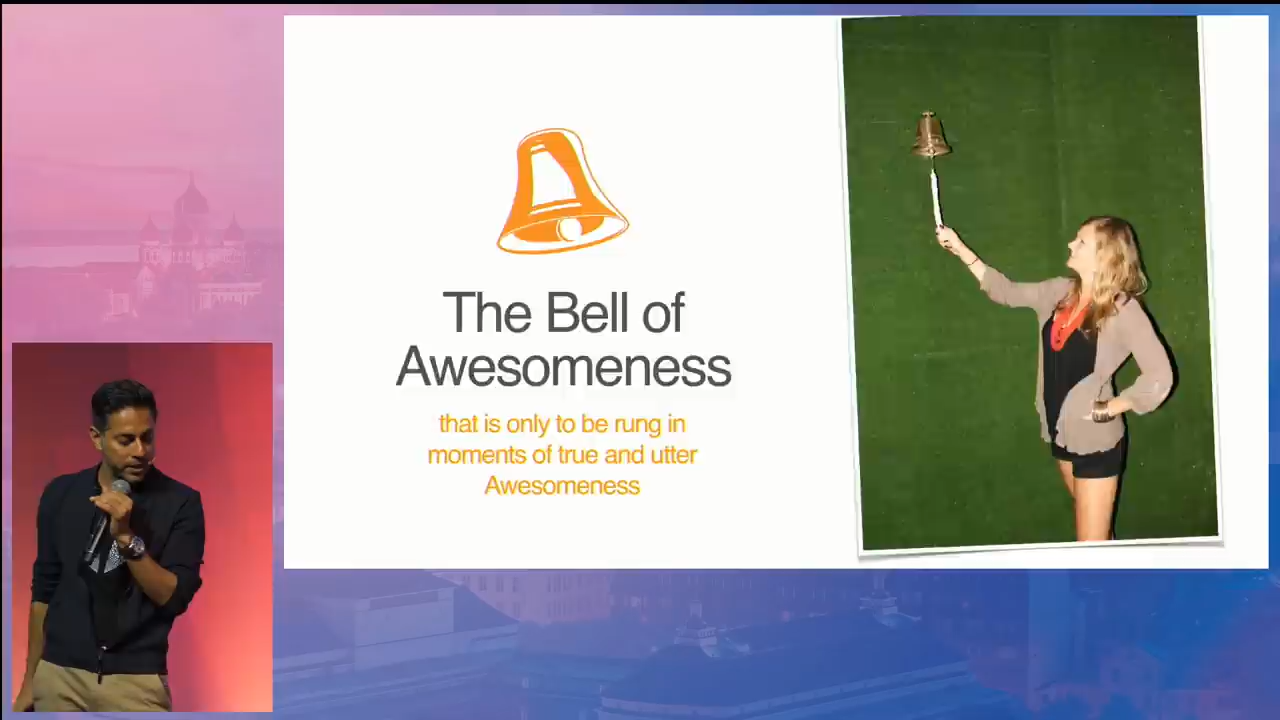 The Bell of
Awesomeness
that is only to be rung in
moments of true and utter
Awesomeness